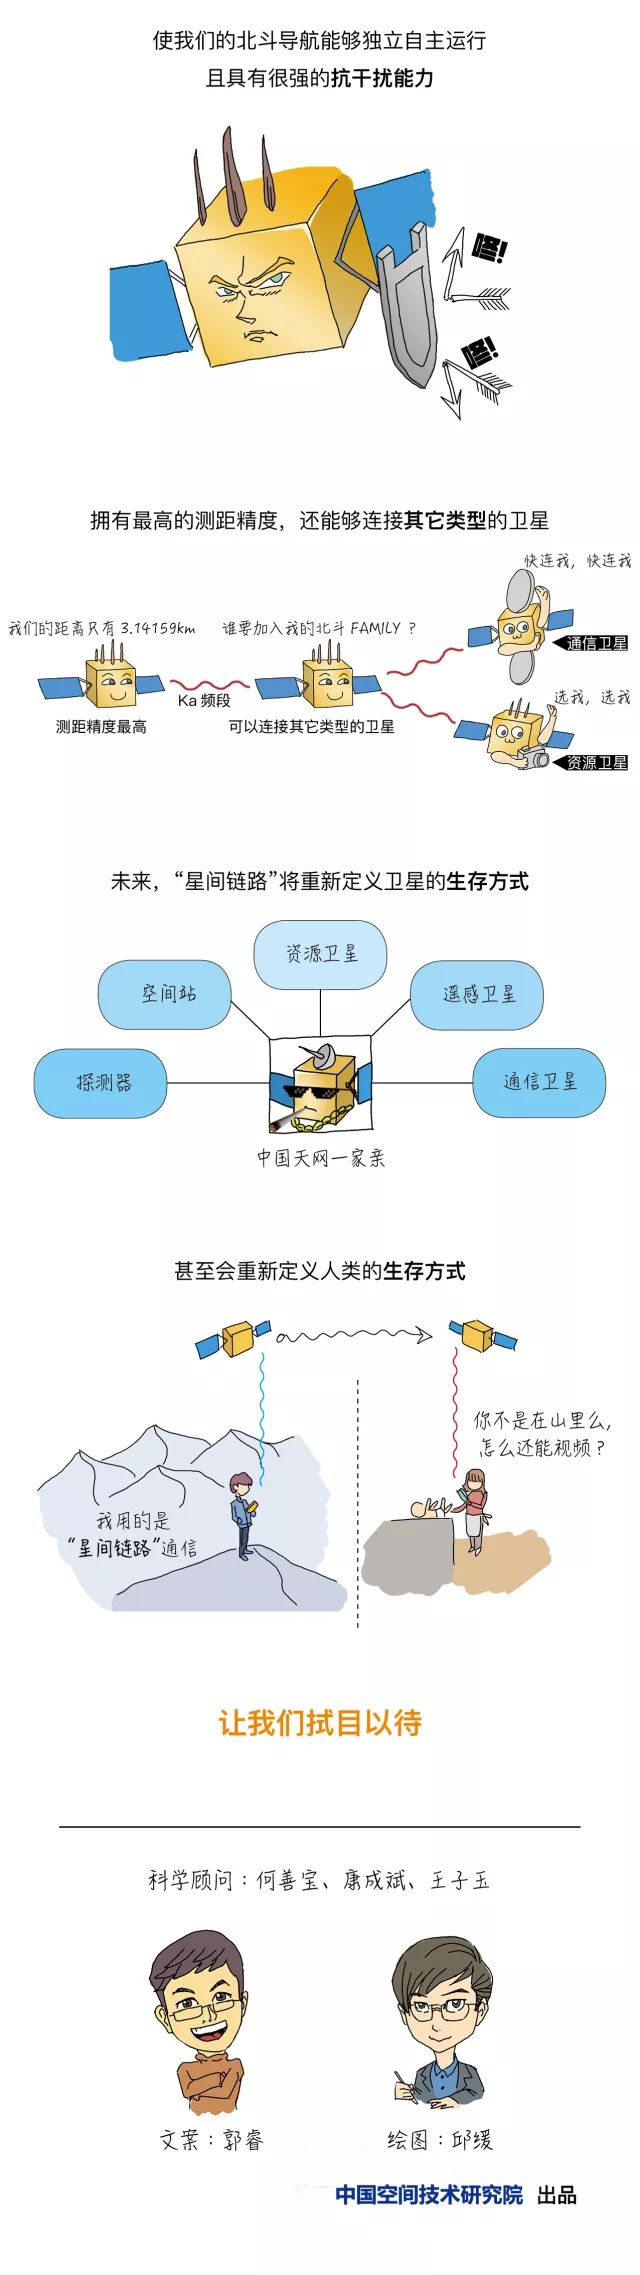 使我们的北斗导航能够独立自主运行
且具有很强的抗干扰能力
哆!
哆!
拥有最高的测距精度，还能够连接其它类型的卫星
快连我，快连我
我们的距离只有 3.14159km
谁要加入我的北斗 FAMILY ？
通信卫星
Ka 频段
选我，选我
测距精度最高
可以连接其它类型的卫星
资源卫星
未来，“星间链路”将重新定义卫星的生存方式
资源卫星
空间站
遥感卫星
探测器
通信卫星
中国天网一家亲
甚至会重新定义人类的生存方式
你不是在山里么，
怎么还能视频？
我用的是
“星间链路”通信
让我们拭目以待
科学顾问：何善宝、康成斌、王子玉
文案：郭睿
绘图：邱缓
中国空间技术研究院 出品